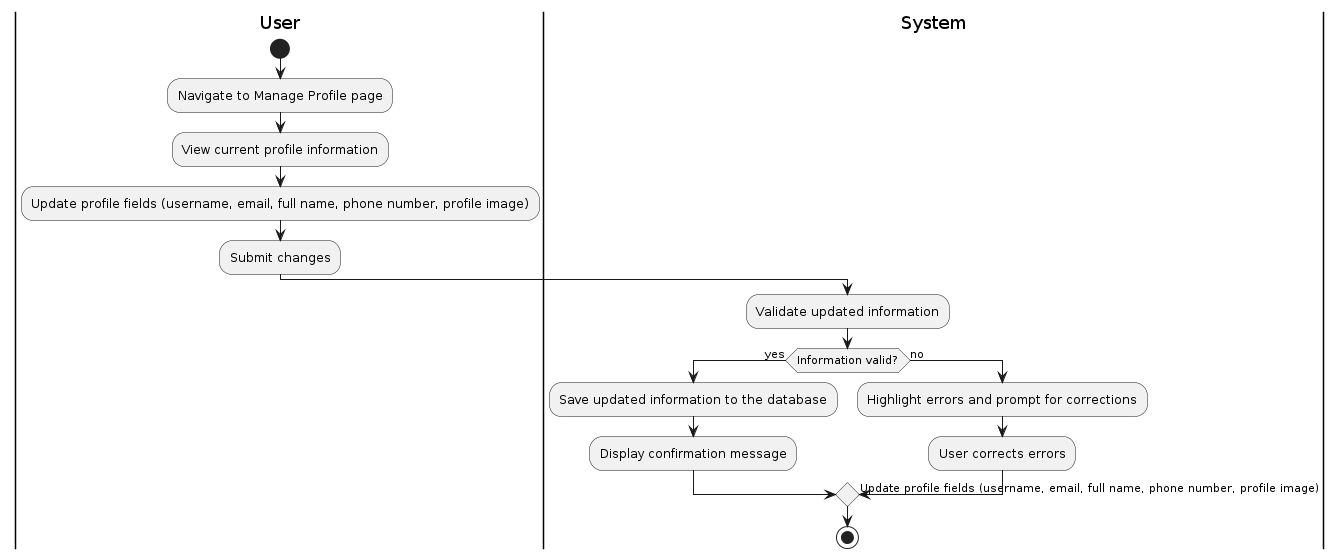 User
System
Navigate to Manage Profile page
View current profile information
Update profile fields (username, email, full name, phone number, profile image)
Submit changes
Validate updated information
yes
Information valid?
no
Save updated information to the database
Highlight errors and prompt for corrections
Display confirmation message
User corrects errors
Update profile fields (username, email, full name, phone number, profile image)